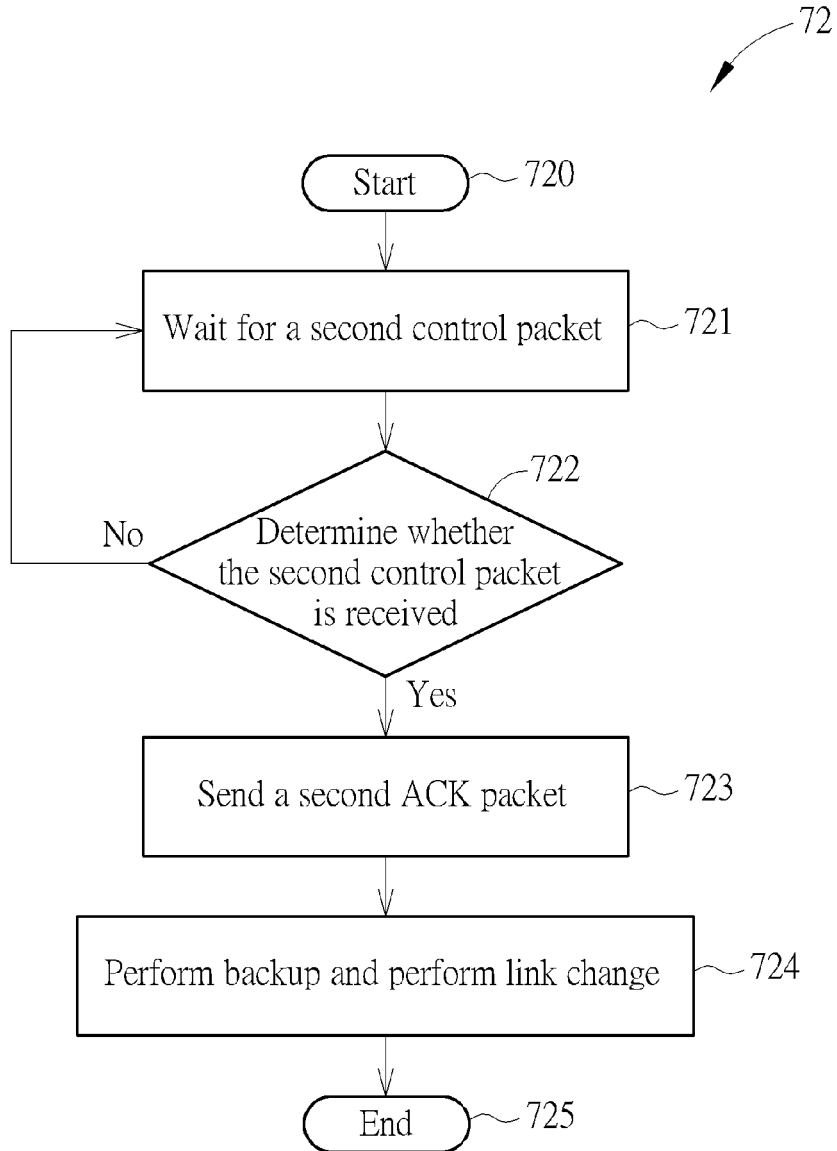 72
Start
720
Wait for a second control packet
721
722
No
Determine whether
the second control packet
is received
Yes
Send a second ACK packet
723
Perform backup and perform link change
724
End
725